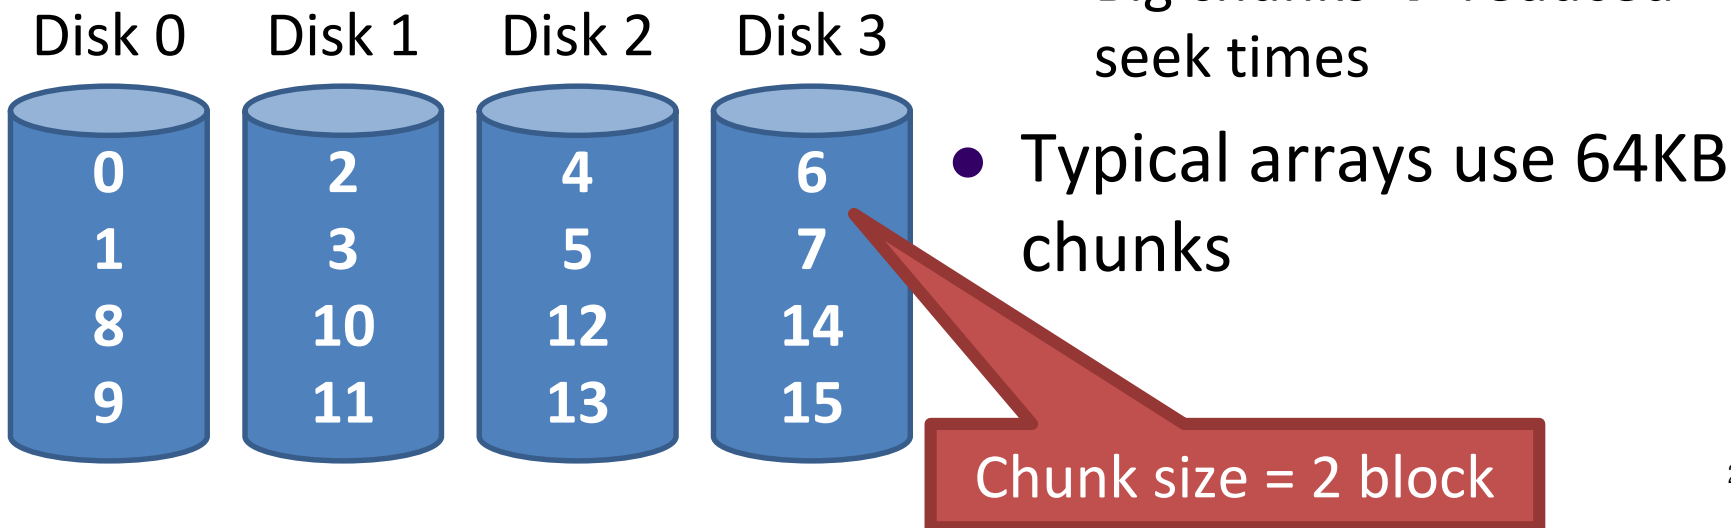 Disk 0 Disk 1 Disk 2 Disk 3
0 2 4 6
1 3 5 7
8 10 12 14
9 11 13 15
seek times
• Typical arrays use 64KB
chunks
Chunk size = 2 block